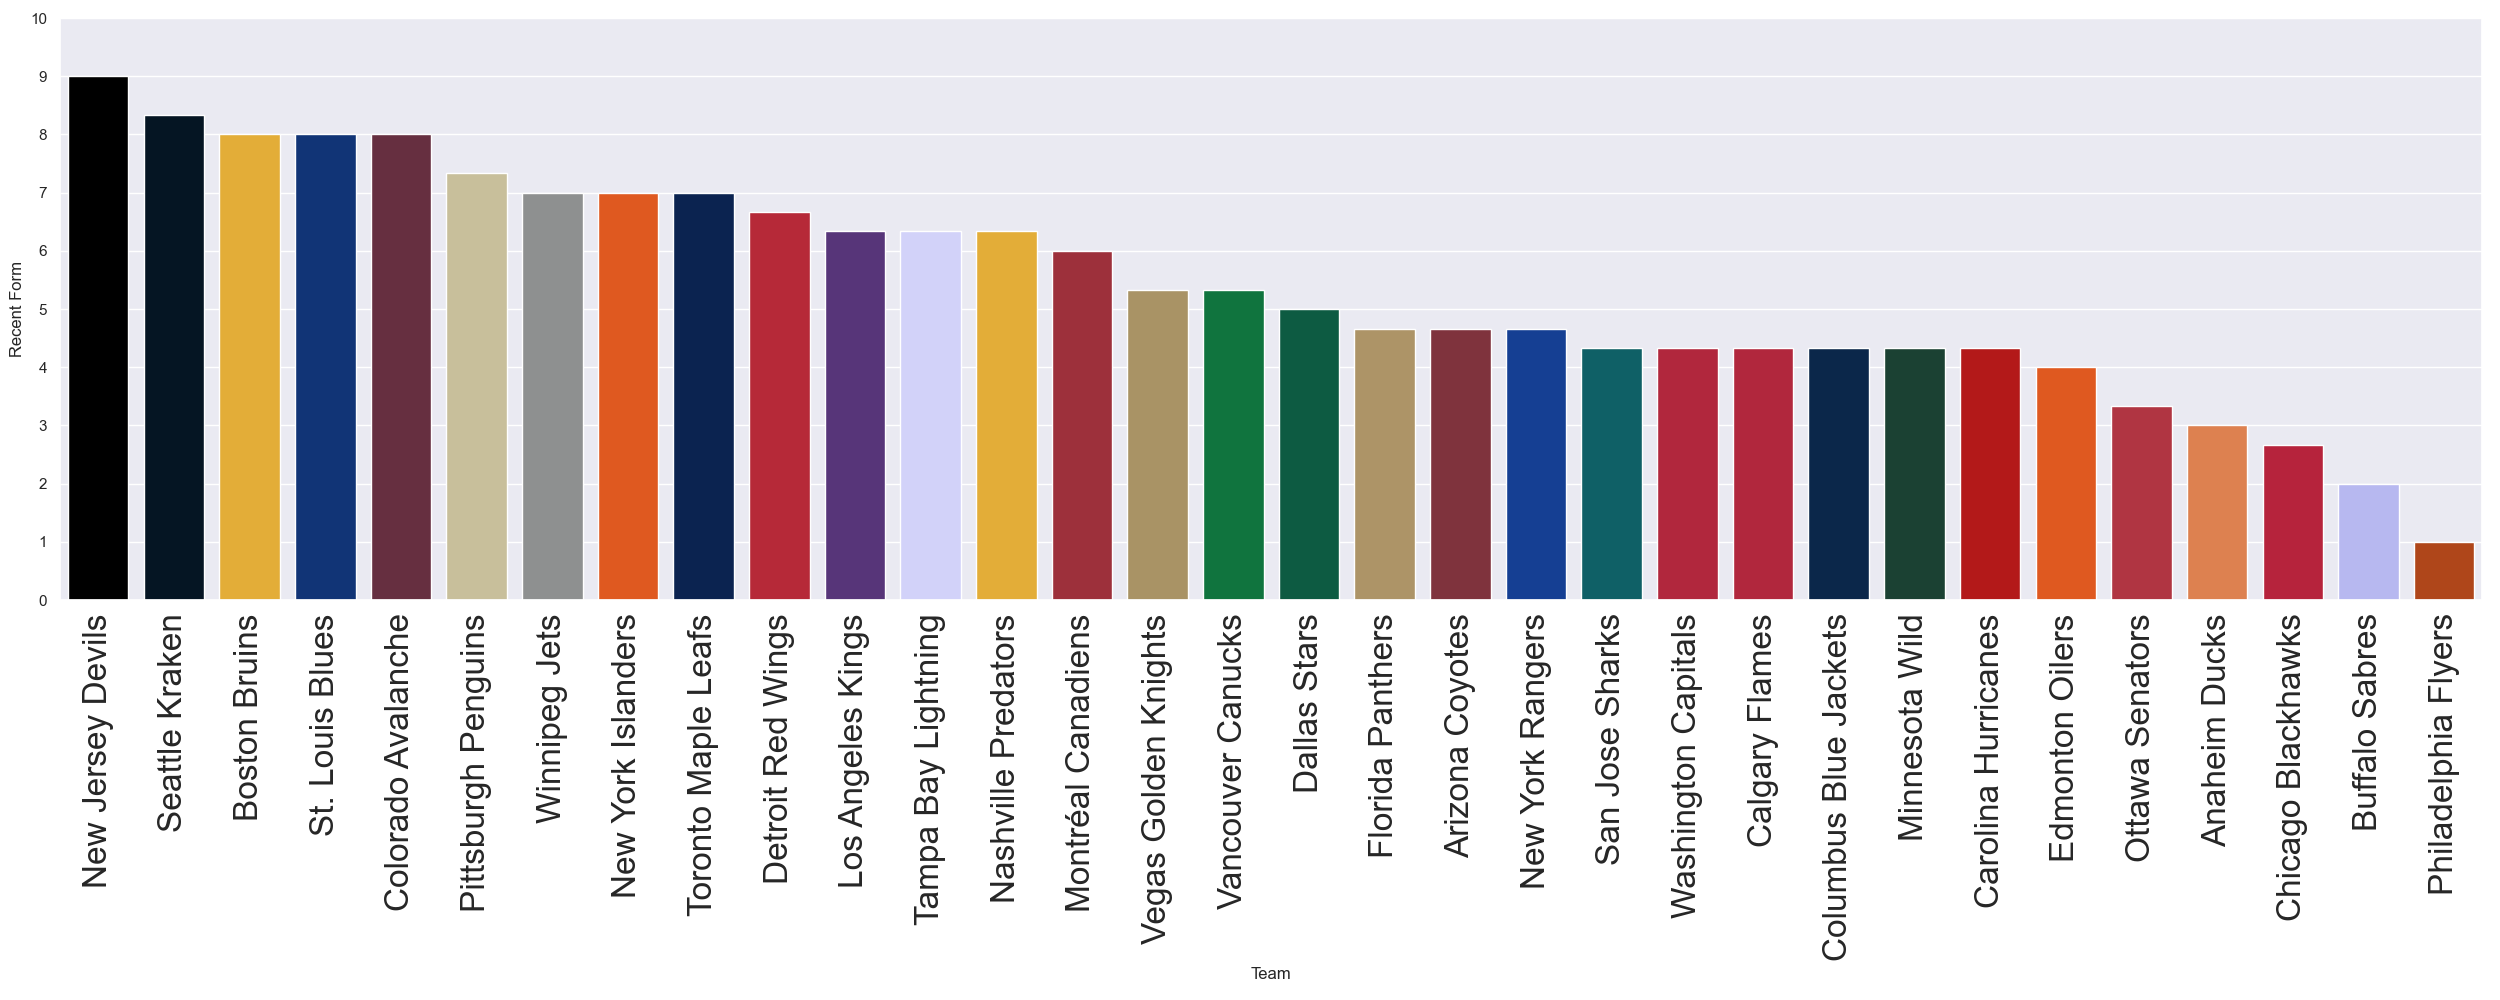 10
9
8
7
6
5
4
3
2
1
0
Recent Form
New Jersey Devils
Seattle Kraken
Boston Bruins
St. Louis Blues
Colorado Avalanche
Pittsburgh Penguins
Winnipeg Jets
New York Islanders
Toronto Maple Leafs
Detroit Red Wings
Los Angeles Kings
Tampa Bay Lightning
Nashville Predators
Montréal Canadiens
Vegas Golden Knights
Vancouver Canucks
Dallas Stars
Florida Panthers
Arizona Coyotes
New York Rangers
San Jose Sharks
Washington Capitals
Calgary Flames
Columbus Blue Jackets
Minnesota Wild
Carolina Hurricanes
Edmonton Oilers
Ottawa Senators
Anaheim Ducks
Chicago Blackhawks
Buffalo Sabres
Philadelphia Flyers
Team